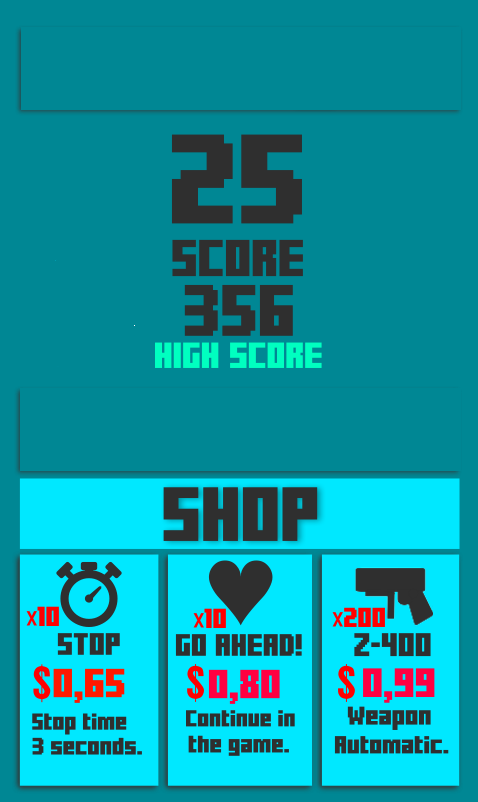 25
SCORE
356
HIGH SCORE
SHOP
x10
STOP
$0,65
Stop time
3 seconds.
x10
GO AHEAD!
$0,80
Continue in
the game.
x200
Z-400
$0,99
Weapon
Automatic.